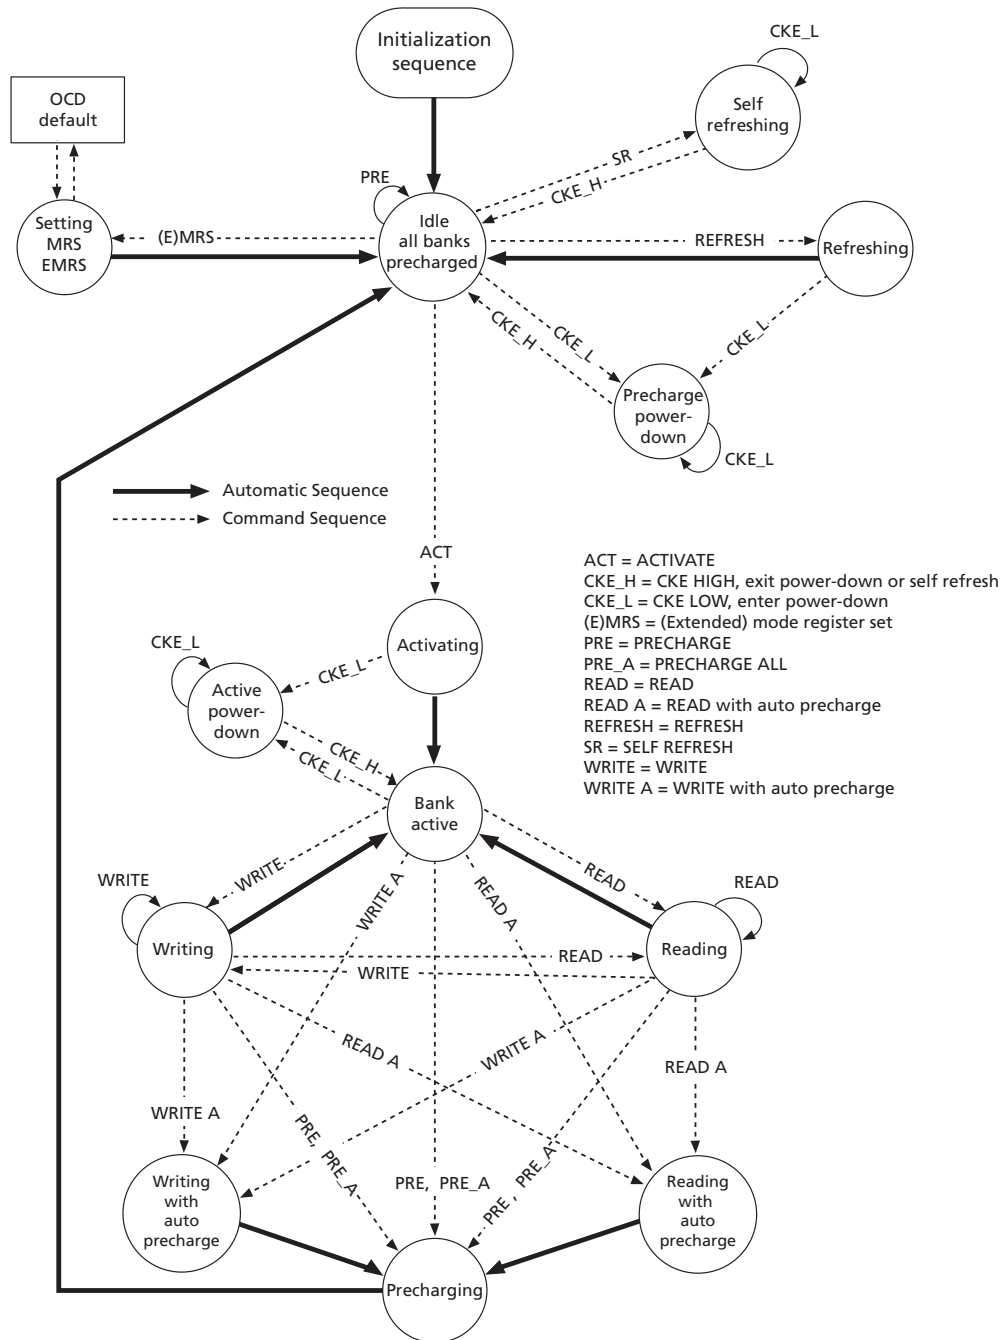 Initialization
sequence
CKE_L
OCD
default
Self
refreshing
SR
CKE_H
PRE
Setting
MRS
EMRS
(E)MRS
Idle
all banks
precharged
REFRESH
Refreshing
CKE_L
CKE_H
CKE_L
Precharge
power-
down
CKE_L
Automatic Sequence
Command Sequence
ACT
ACT = ACTIVATE
CKE_H = CKE HIGH, exit power-down or self refresh
CKE_L = CKE LOW, enter power-down
(E)MRS = (Extended) mode register set
PRE = PRECHARGE
PRE_A = PRECHARGE ALL
READ = READ
READ A = READ with auto precharge
REFRESH = REFRESH
SR = SELF REFRESH
WRITE = WRITE
WRITE A = WRITE with auto precharge
Activating
CKE_L
CKE_L
Active
power-
down
CKE_H
CKE_L
Bank
active
WRITE
WRITE
WRITE A
READ A
READ
READ
Writing
READ
WRITE
Reading
READ A
WRITE A
READ A
WRITE A
PRE, PRE_A
PRE, PRE_A
PRE, PRE_A
Writing
with
auto
precharge
Reading
with
auto
precharge
Precharging